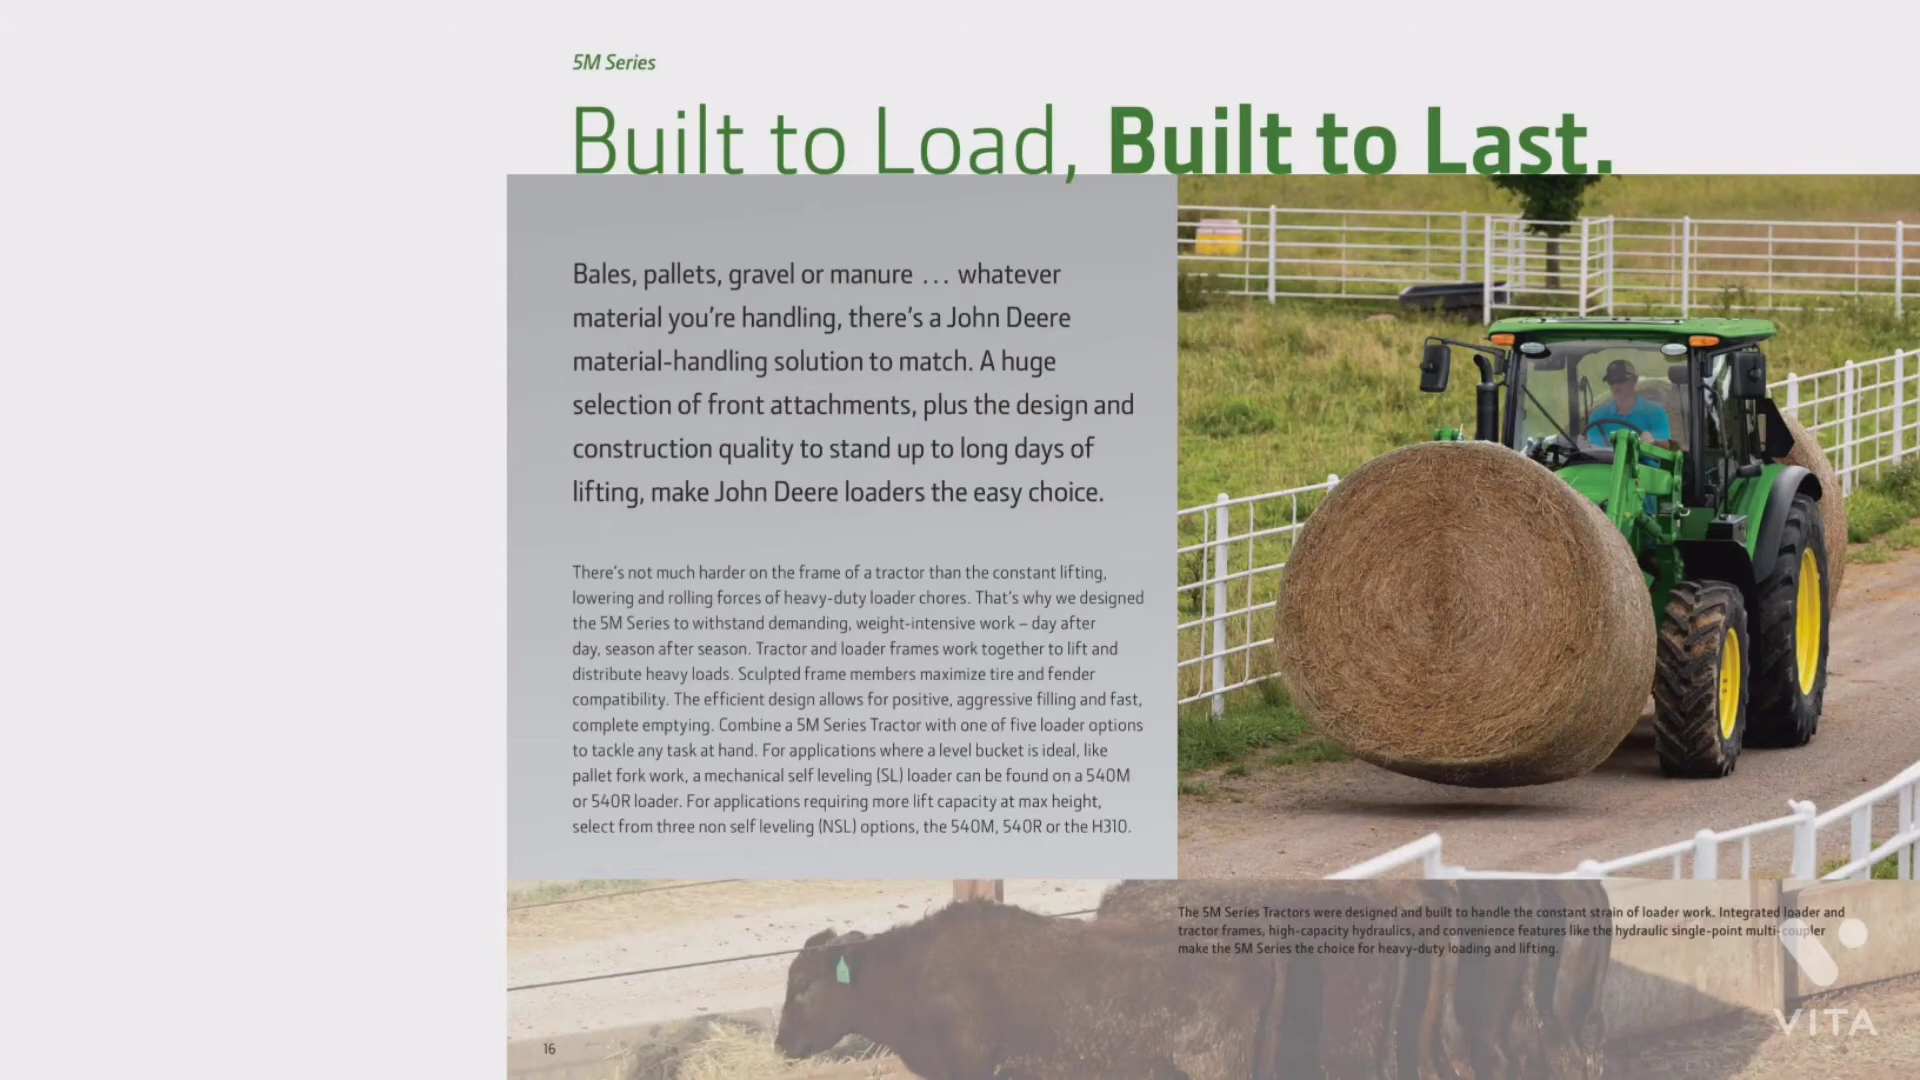 5M Series
Built to Load, Built to Last.
Bales, pallets, gravel or manure ... whatever
material you're handling, there's a John Deere
material-handling solution to match. A huge
selection of front attachments, plus the design and
construction quality to stand up to long days of
lifting, make John Deere loaders the easy choice.
There's not much harder on the frame of a tractor than the constant lifting,
lowering and rolling forces of heavy-duty loader chores. That's why we designed
the 5M Series to withstand demanding, weight-intensive work – day after
day, season after season. Tractor and loader frames work together to lift and
distribute heavy loads. Sculpted frame members maximize tire and fender
compatibility. The efficient design allows for positive, aggressive filling and fast,
complete emptying. Combine a 5M Series Tractor with one of five loader options
to tackle any task at hand. For applications where a level bucket is ideal, like
pallet fork work, a mechanical self leveling (SL) loader can be found on a 540M
or 540R loader. For applications requiring more lift capacity at max height,
select from three non self leveling (NSL) options, the 540M, 540R or the H310.
The 5M Series Tractors were designed and built to handle the constant strain of loader work. Integrated loader and
tractor frames, high-capacity hydraulics, and convenience features like the hydraulic single-point multi-coupler
make the 5M Series the choice for heavy-duty loading and lifting.
VITA
16